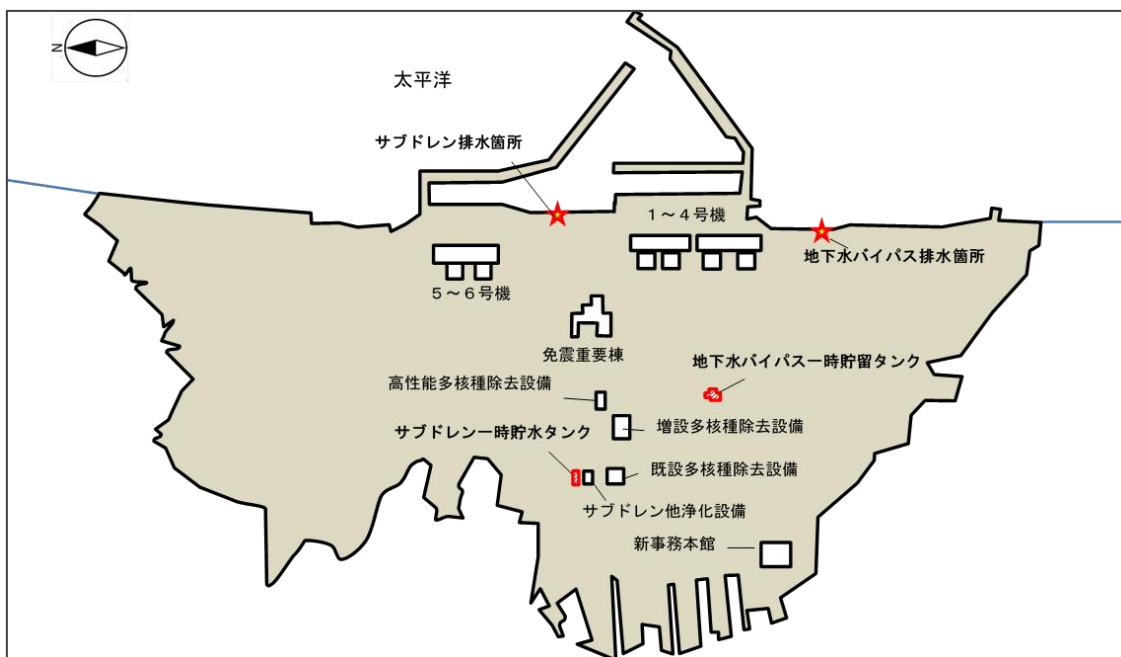 N
太平洋
サブドレン排水箇所
1～4号機
地下水バイパス排水箇所
5～6号機
免震重要棟
地下水バイパス一時貯留タンク
高性能多核種除去設備
増設多核種除去設備
サブドレン一時貯水タンク
既設多核種除去設備
サブドレン他浄化設備
新事務本館